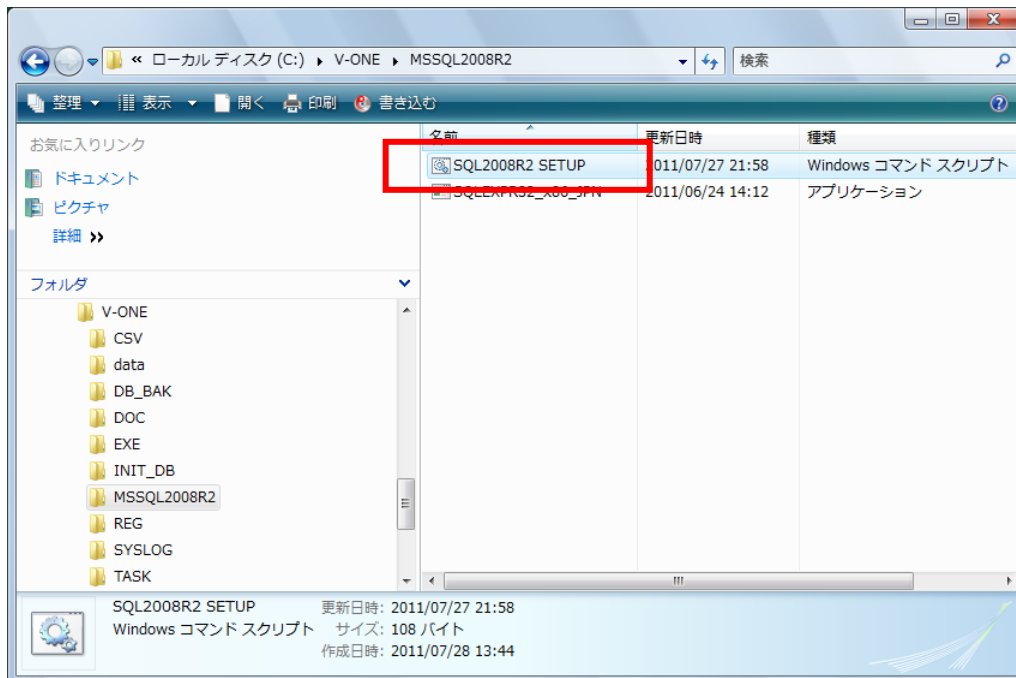 « ローカル ディスク (C:) ▸ V-ONE ▸ MSSQL2008R2
検索
整理 表示 開く 印刷 書き込む
お気に入りリンク
ドキュメント
ピクチャ
詳細 »
フォルダ
V-ONE
CSV
data
DB_BAK
DOC
EXE
INIT_DB
MSSQL2008R2
REG
SYSLOG
TASK
名前 更新日時 種類
SQL2008R2 SETUP 2011/07/27 21:58 Windows コマンド スクリプト
SQLEXPR32_x86_JPN 2011/06/24 14:12 アプリケーション
SQL2008R2 SETUP 更新日時: 2011/07/27 21:58
Windows コマンド スクリプト サイズ: 108 バイト
作成日時: 2011/07/28 13:44